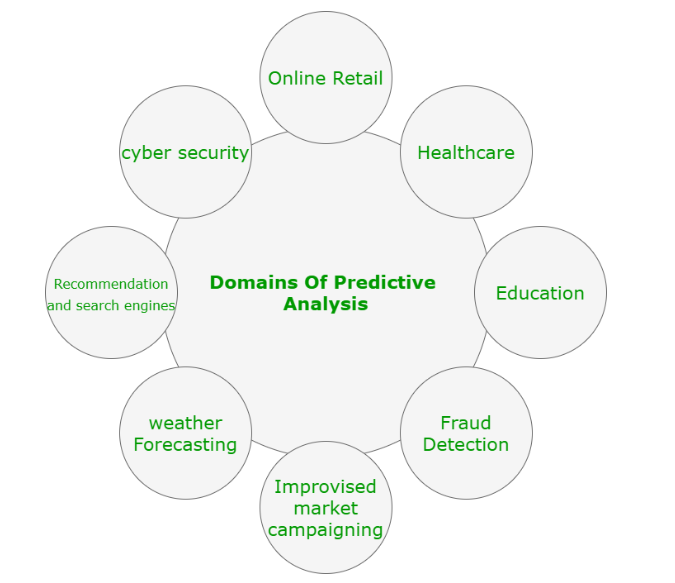 Online Retail
cyber security
Healthcare
Recommendation
and search engines
Domains Of Predictive
Analysis
Education
weather
Forecasting
Fraud
Detection
Improvised
market
campaigning